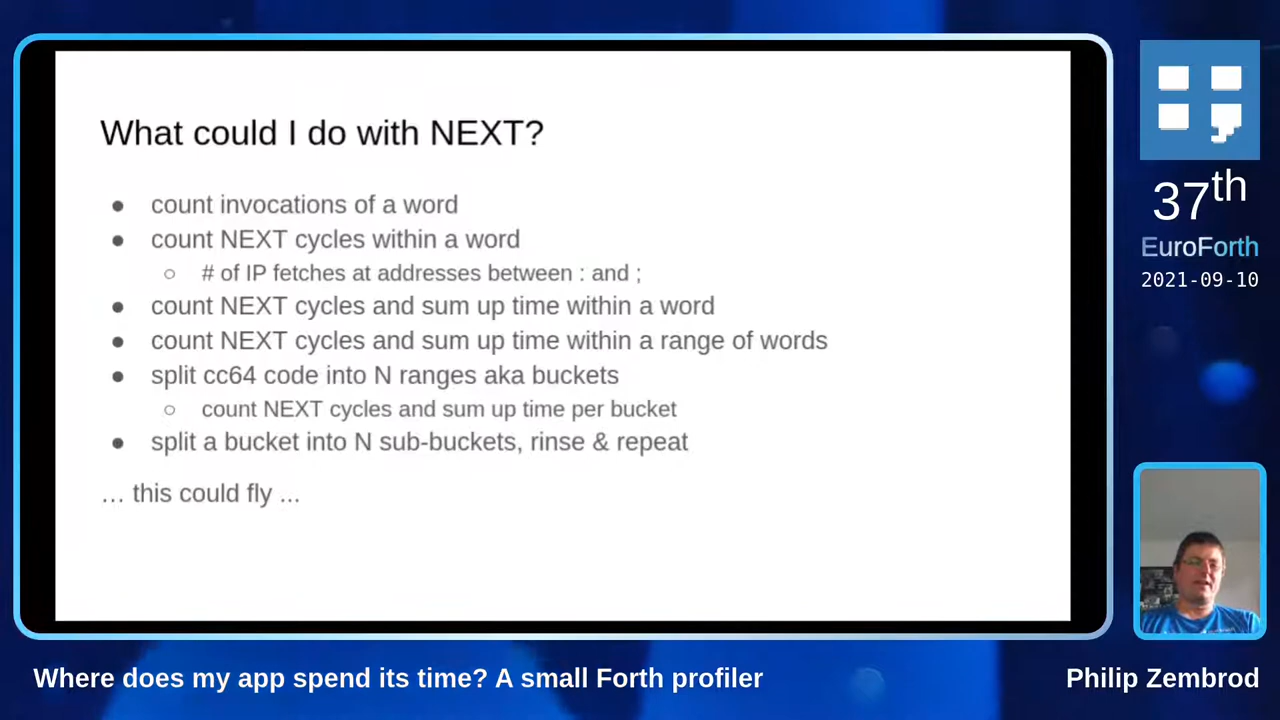 What could I do with NEXT?
● count invocations of a word
● count NEXT cycles within a word
○ # of IP fetches at addresses between : and ;
● count NEXT cycles and sum up time within a word
● count NEXT cycles and sum up time within a range of words
● split cc64 code into N ranges aka buckets
○ count NEXT cycles and sum up time per bucket
● split a bucket into N sub-buckets, rinse & repeat
… this could fly ...
37th
EuroForth
2021-09-10
Where does my app spend its time? A small Forth profiler
Philip Zembrod